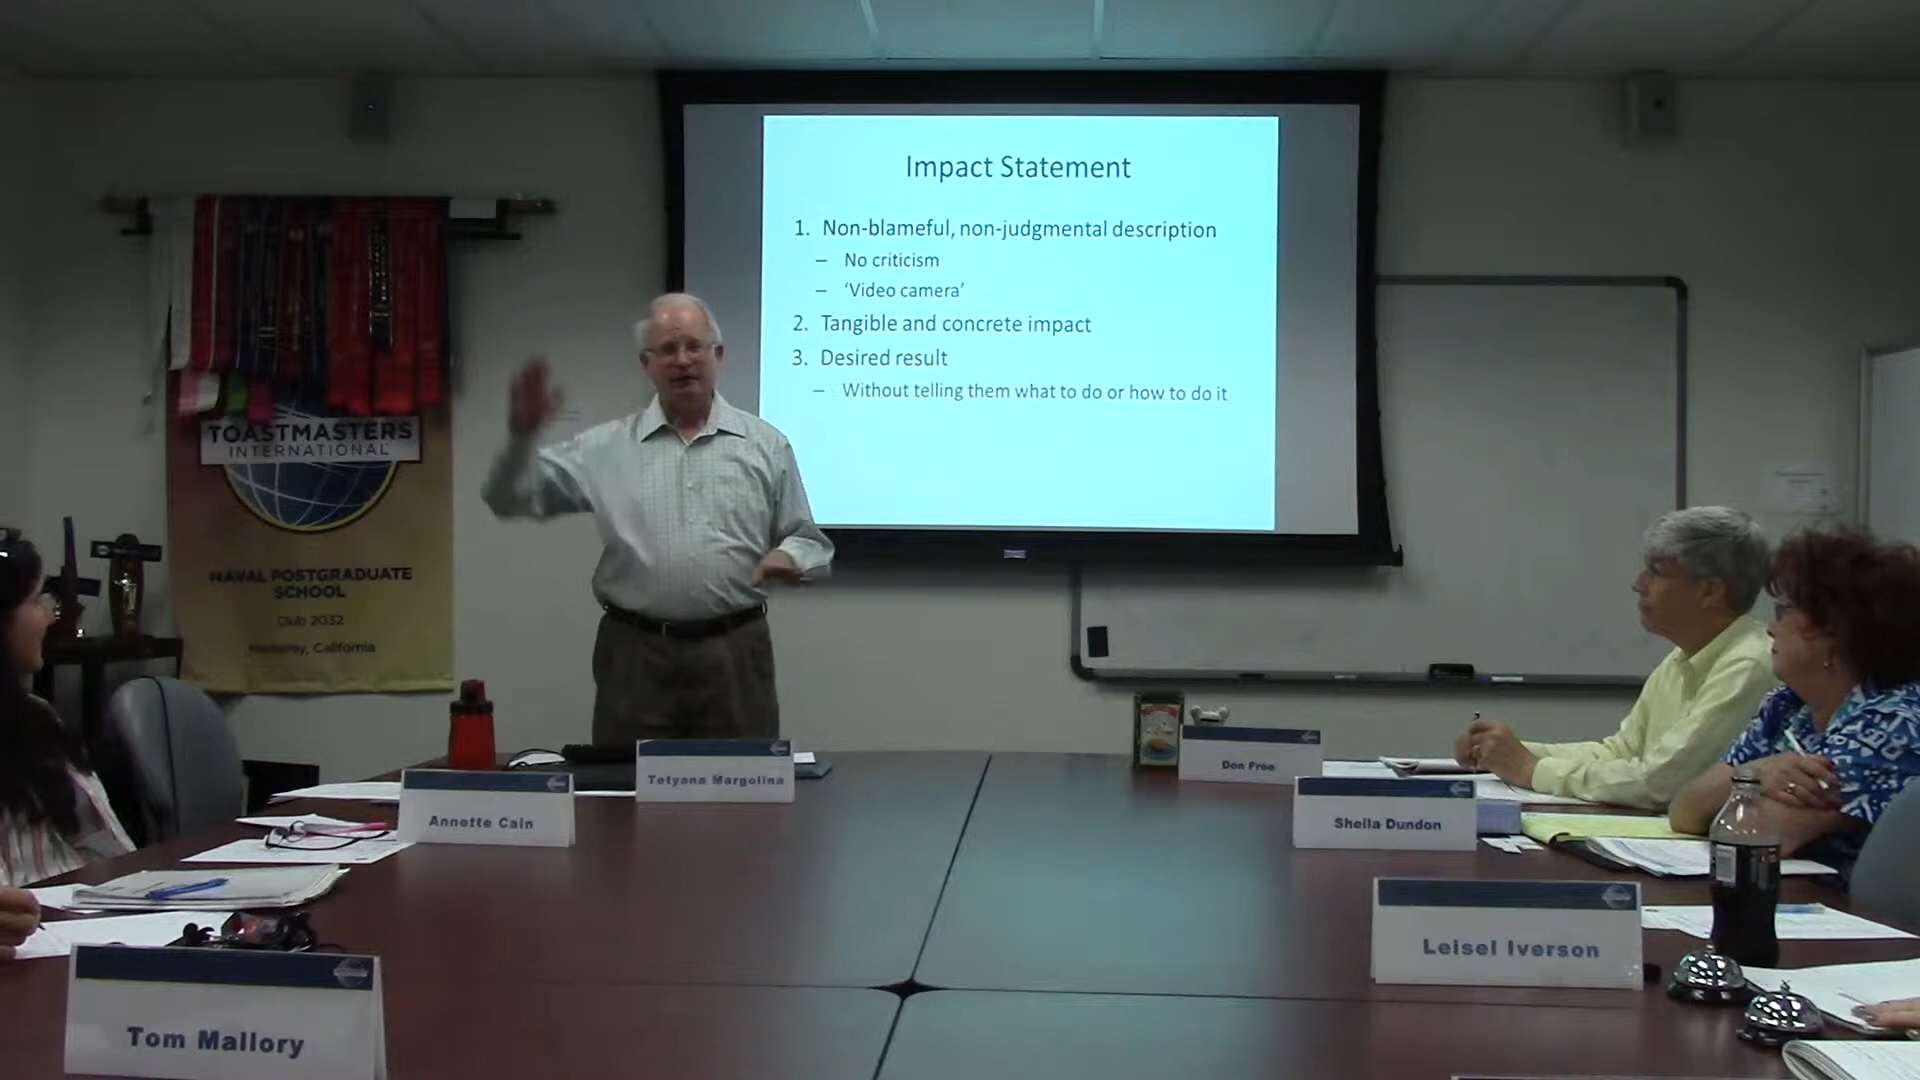 Impact Statement
1. Non-blameful, non-judgmental description
– No criticism
– ‘Video camera’
2. Tangible and concrete impact
3. Desired result
– Without telling them what to do or how to do it
TOASTMASTERS
INTERNATIONAL
NAVAL POSTGRADUATE
SCHOOL
Club 2032
Monterey, California
Tetyana Margolina
Don Free
Annette Cain
Sheila Dundon
Leisel Iverson
Tom Mallory